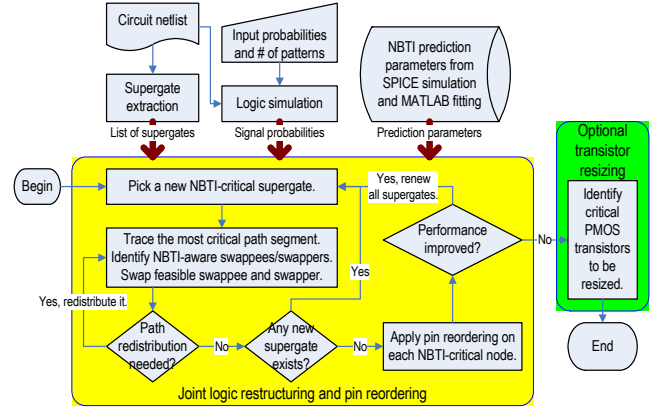 Circuit netlist
Input probabilities
and # of patterns
NBTI prediction
parameters from
SPICE simulation
and MATLAB fitting
Supergate
extraction
Logic simulation
List of supergates
Signal probabilities
Prediction parameters
Optional
transistor
resizing
Begin
Pick a new NBTI-critical supergate.
Yes, renew
all supergates.
Identify
critical
PMOS
transistors
to be
resized.
Trace the most critical path segment.
Identify NBTI-aware swappees/swappers.
Swap feasible swappee and swapper.
Performance
improved?
No
Yes
Yes, redistribute it.
Path
redistribution
needed?
No
Any new
supergate
exists?
No
Apply pin reordering on
each NBTI-critical node.
End
Joint logic restructuring and pin reordering